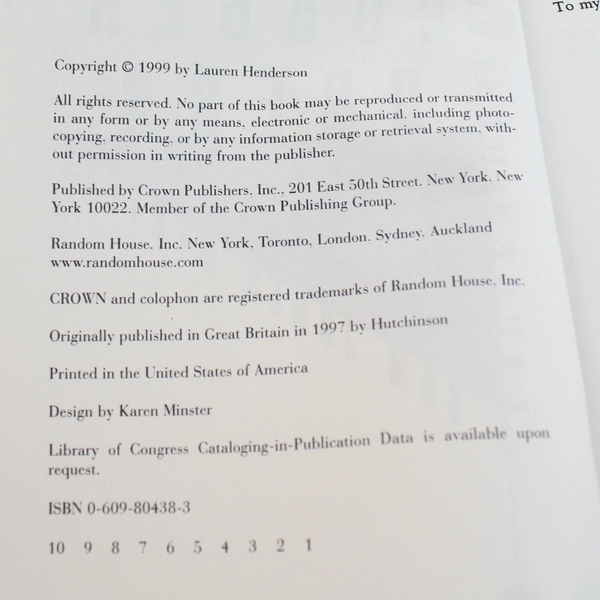 To my
Copyright © 1999 by Lauren Henderson
All rights reserved. No part of this book may be reproduced or transmitted
in any form or by any means, electronic or mechanical, including photo-
copying, recording, or by any information storage or retrieval system, with-
out permission in writing from the publisher.
Published by Crown Publishers, Inc., 201 East 50th Street, New York, New
York 10022. Member of the Crown Publishing Group.
Random House, Inc. New York, Toronto, London, Sydney, Auckland
www.randomhouse.com
CROWN and colophon are registered trademarks of Random House, Inc.
Originally published in Great Britain in 1997 by Hutchinson
Printed in the United States of America
Design by Karen Minster
Library of Congress Cataloging-in-Publication Data is available upon
request.
ISBN 0-609-80438-3
10 9 8 7 6 5 4 3 2 1